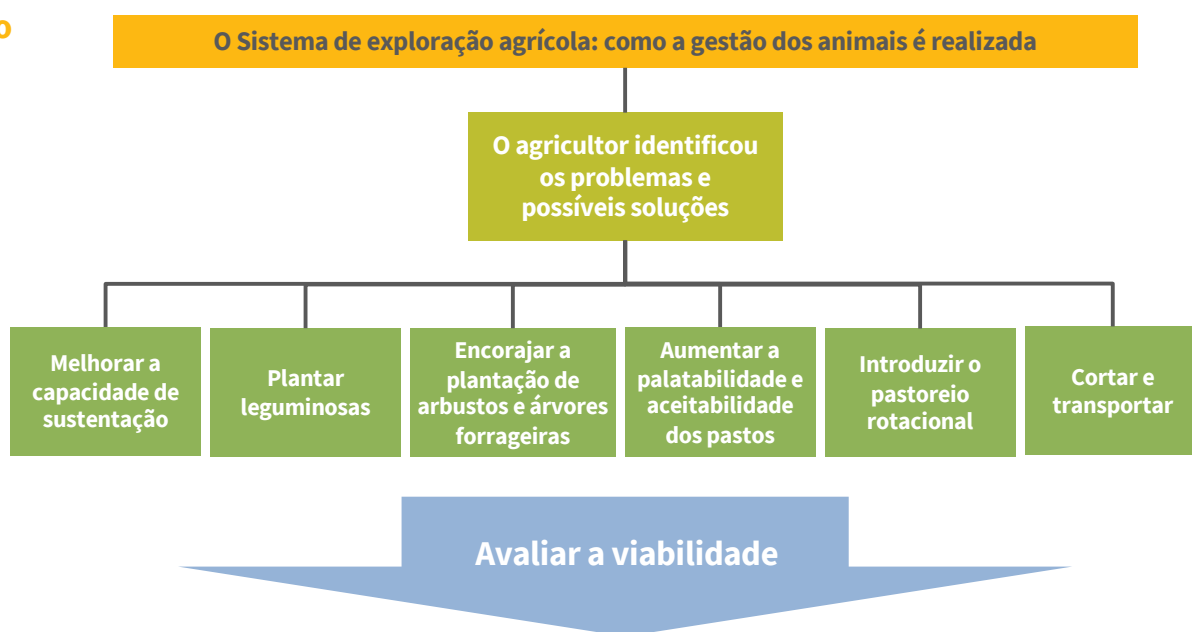 o
O Sistema de exploração agrícola: como a gestão dos animais é realizada
O agricultor identificou
os problemas e
possíveis soluções
Melhorar a
capacidade de
sustentação
Plantar
leguminosas
Encorajar a
plantação de
arbustos e árvores
forrageiras
Aumentar a
palatabilidade e
aceitabilidade
dos pastos
Introduzir o
pastoreio
rotacional
Cortar e
transportar
Avaliar a viabilidade